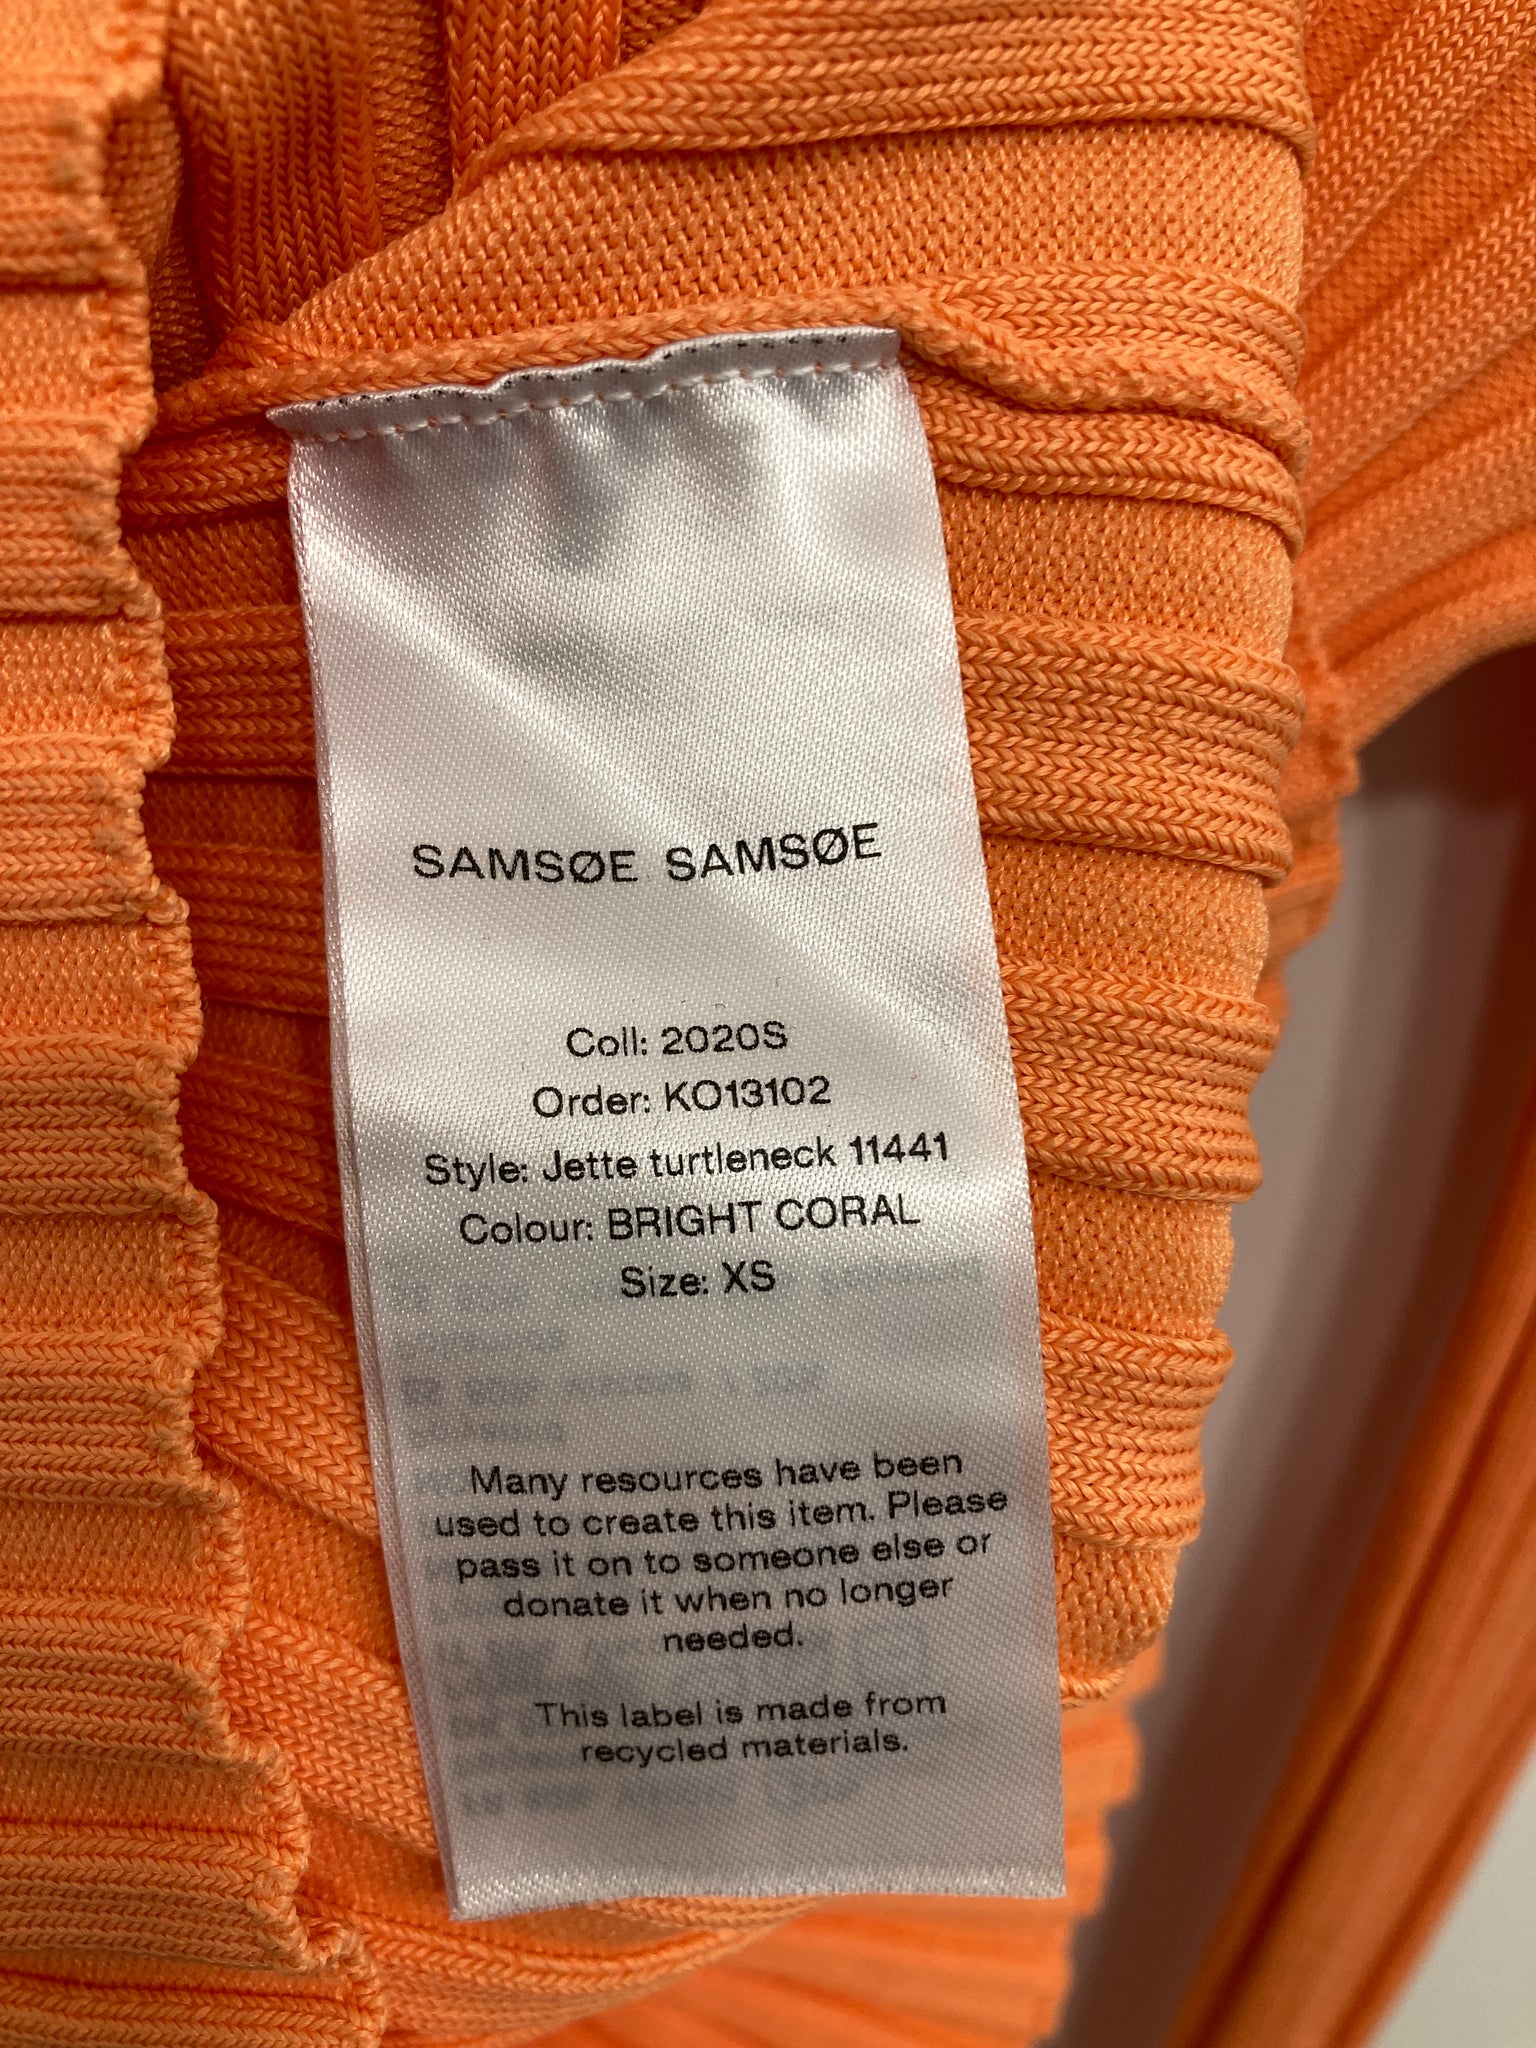 SAMSØE SAMSØE
Coll: 2020S
Order: KO13102
Style: Jette turtleneck 11441
Colour: BRIGHT CORAL
Size: XS
Many resources have been
used to create this item. Please
pass it on to someone else or
donate it when no longer
needed.
This label is made from
recycled materials.